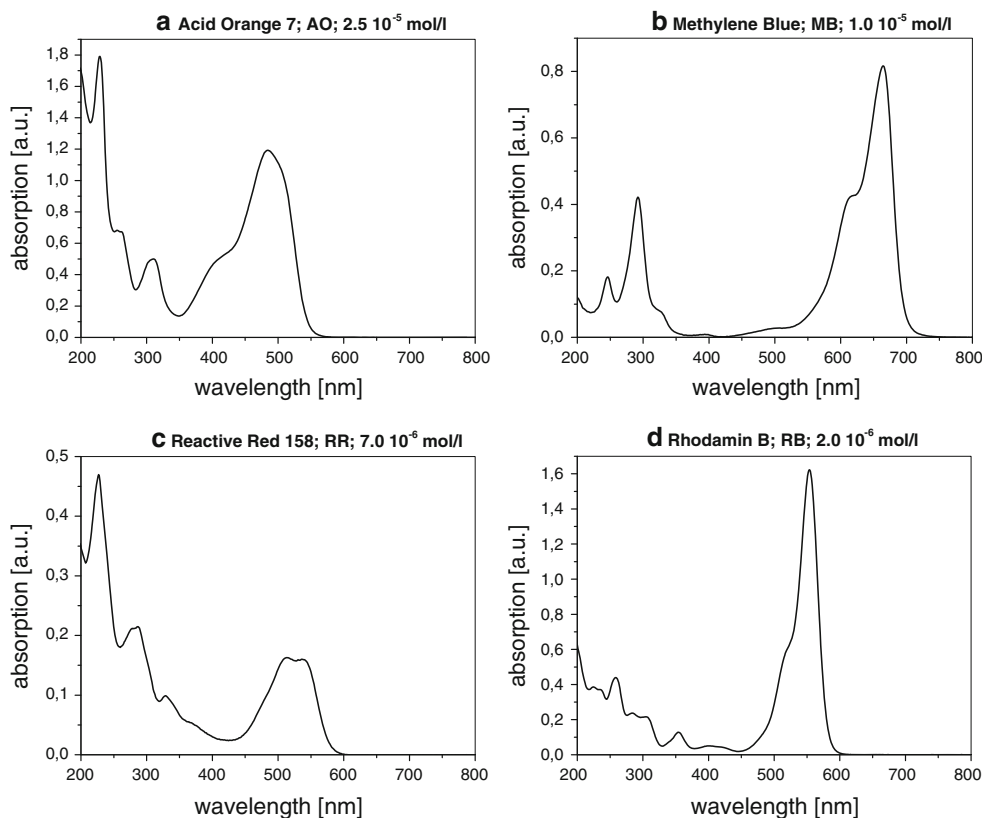 a Acid Orange 7; AO; 2.5 10⁻⁵ mol/l
absorption [a.u.]
1,8
1,6
1,4
1,2
1,0
0,8
0,6
0,4
0,2
0,0
200 300 400 500 600 700 800
wavelength [nm]
b Methylene Blue; MB; 1.0 10⁻⁵ mol/l
absorption [a.u.]
0,8
0,6
0,4
0,2
0,0
200 300 400 500 600 700 800
wavelength [nm]
c Reactive Red 158; RR; 7.0 10⁻⁶ mol/l
absorption [a.u.]
0,5
0,4
0,3
0,2
0,1
0,0
200 300 400 500 600 700 800
wavelength [nm]
d Rhodamin B; RB; 2.0 10⁻⁶ mol/l
absorption [a.u.]
1,6
1,4
1,2
1,0
0,8
0,6
0,4
0,2
0,0
200 300 400 500 600 700 800
wavelength [nm]